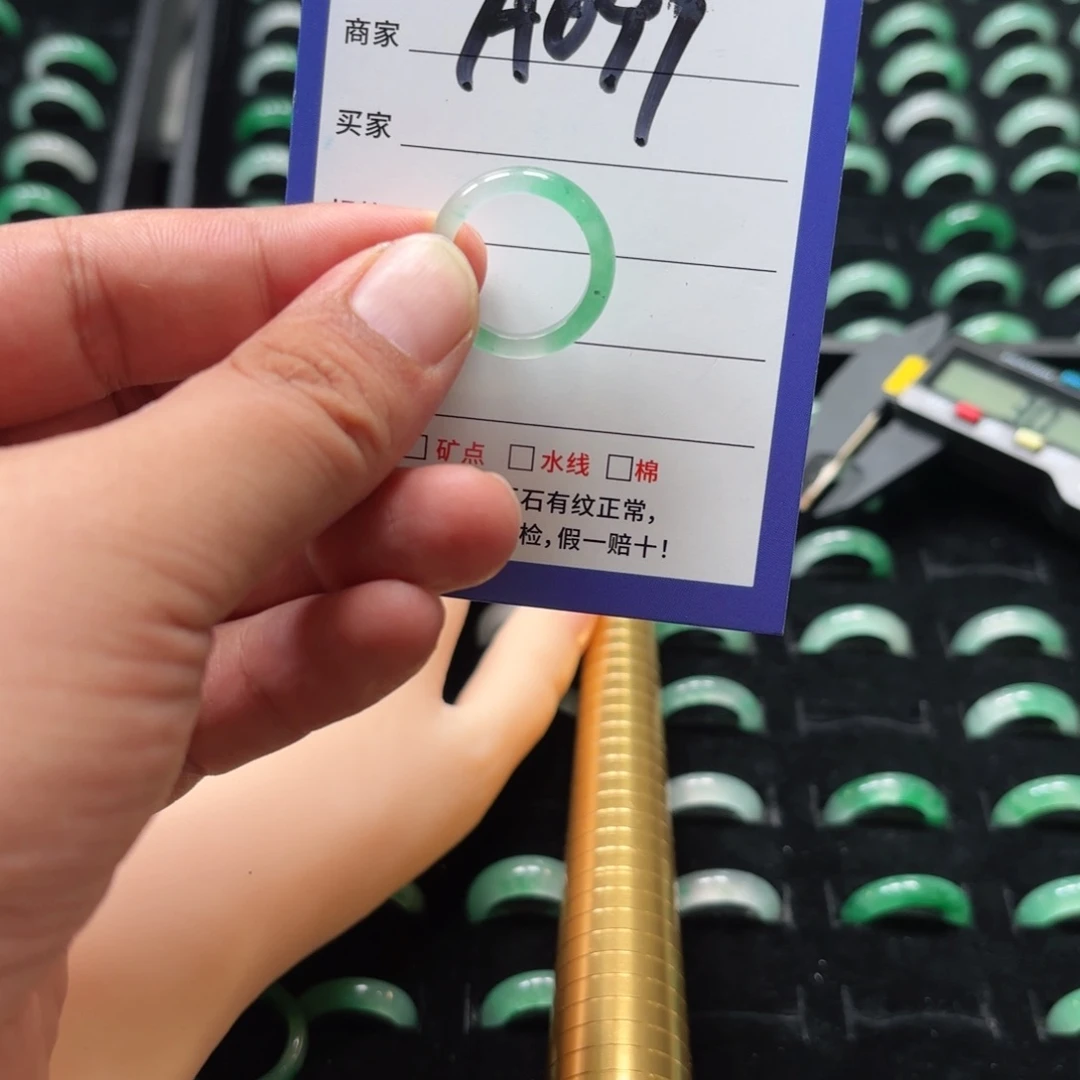 商家 A047
买家
□ 矿点 □ 水线 □ 棉
石有纹正常，
检，假一赔十！